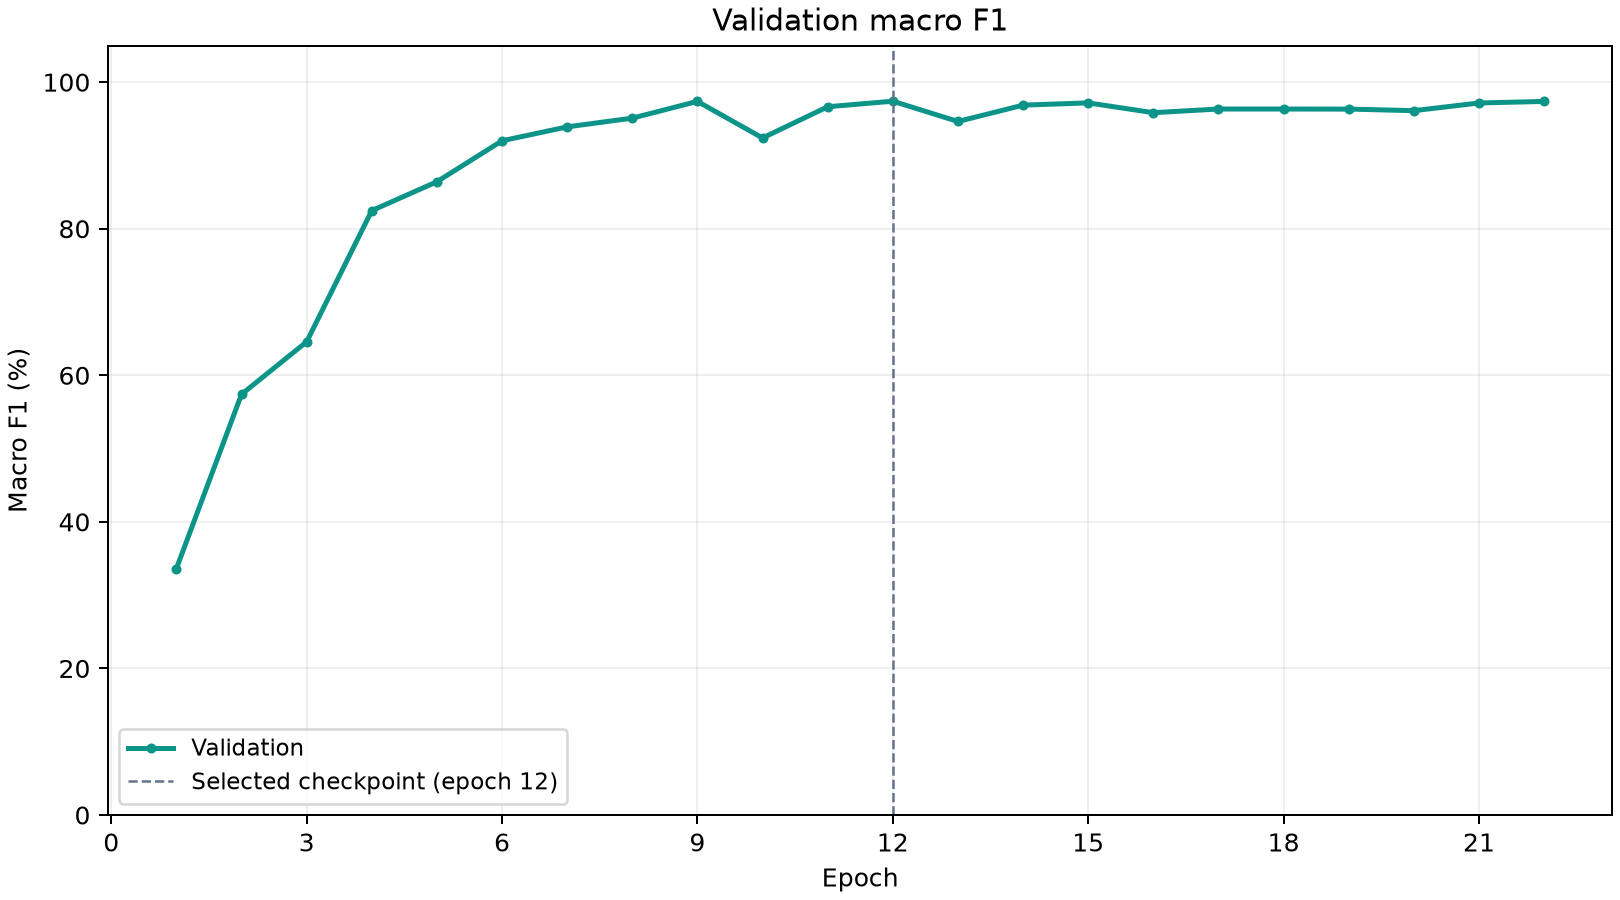 Validation macro F1
Macro F1 (%)
100
80
60
40
20
0
Validation
Selected checkpoint (epoch 12)
0 3 6 9 12 15 18 21
Epoch